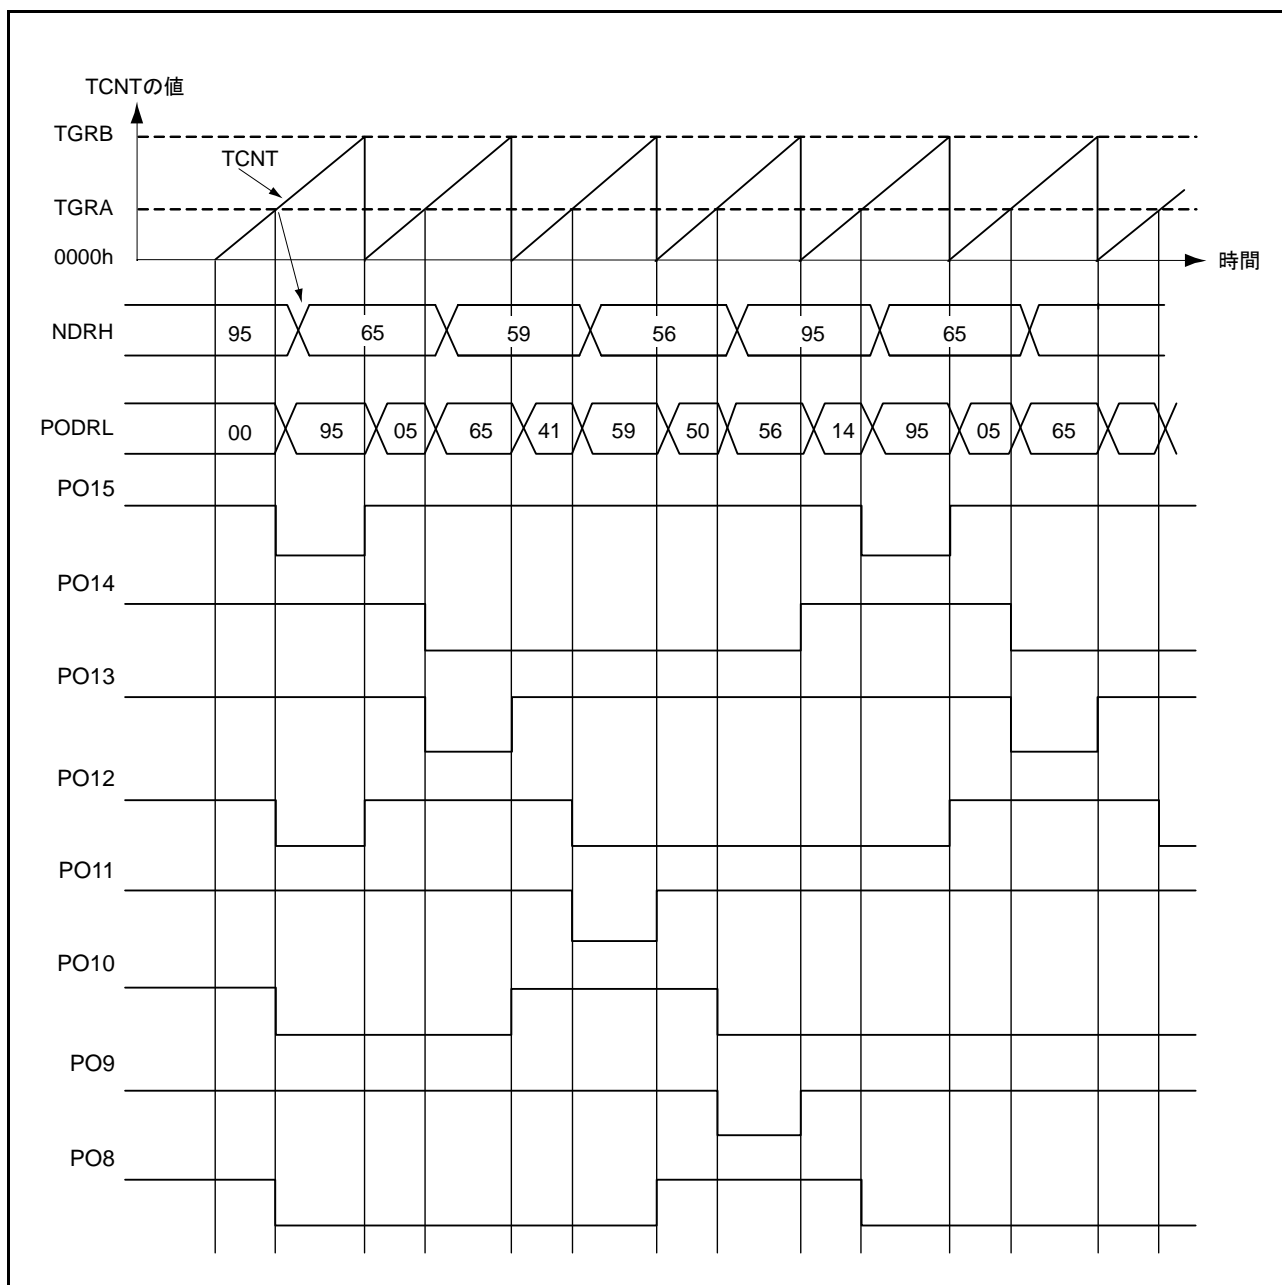 TCNTの値
TGRB
TCNT
TGRA
0000h
時間
NDRH
95 65 59 56 95 65
PODRL
00 95 05 65 41 59 50 56 14 95 05 65
PO15
PO14
PO13
PO12
PO11
PO10
PO9
PO8